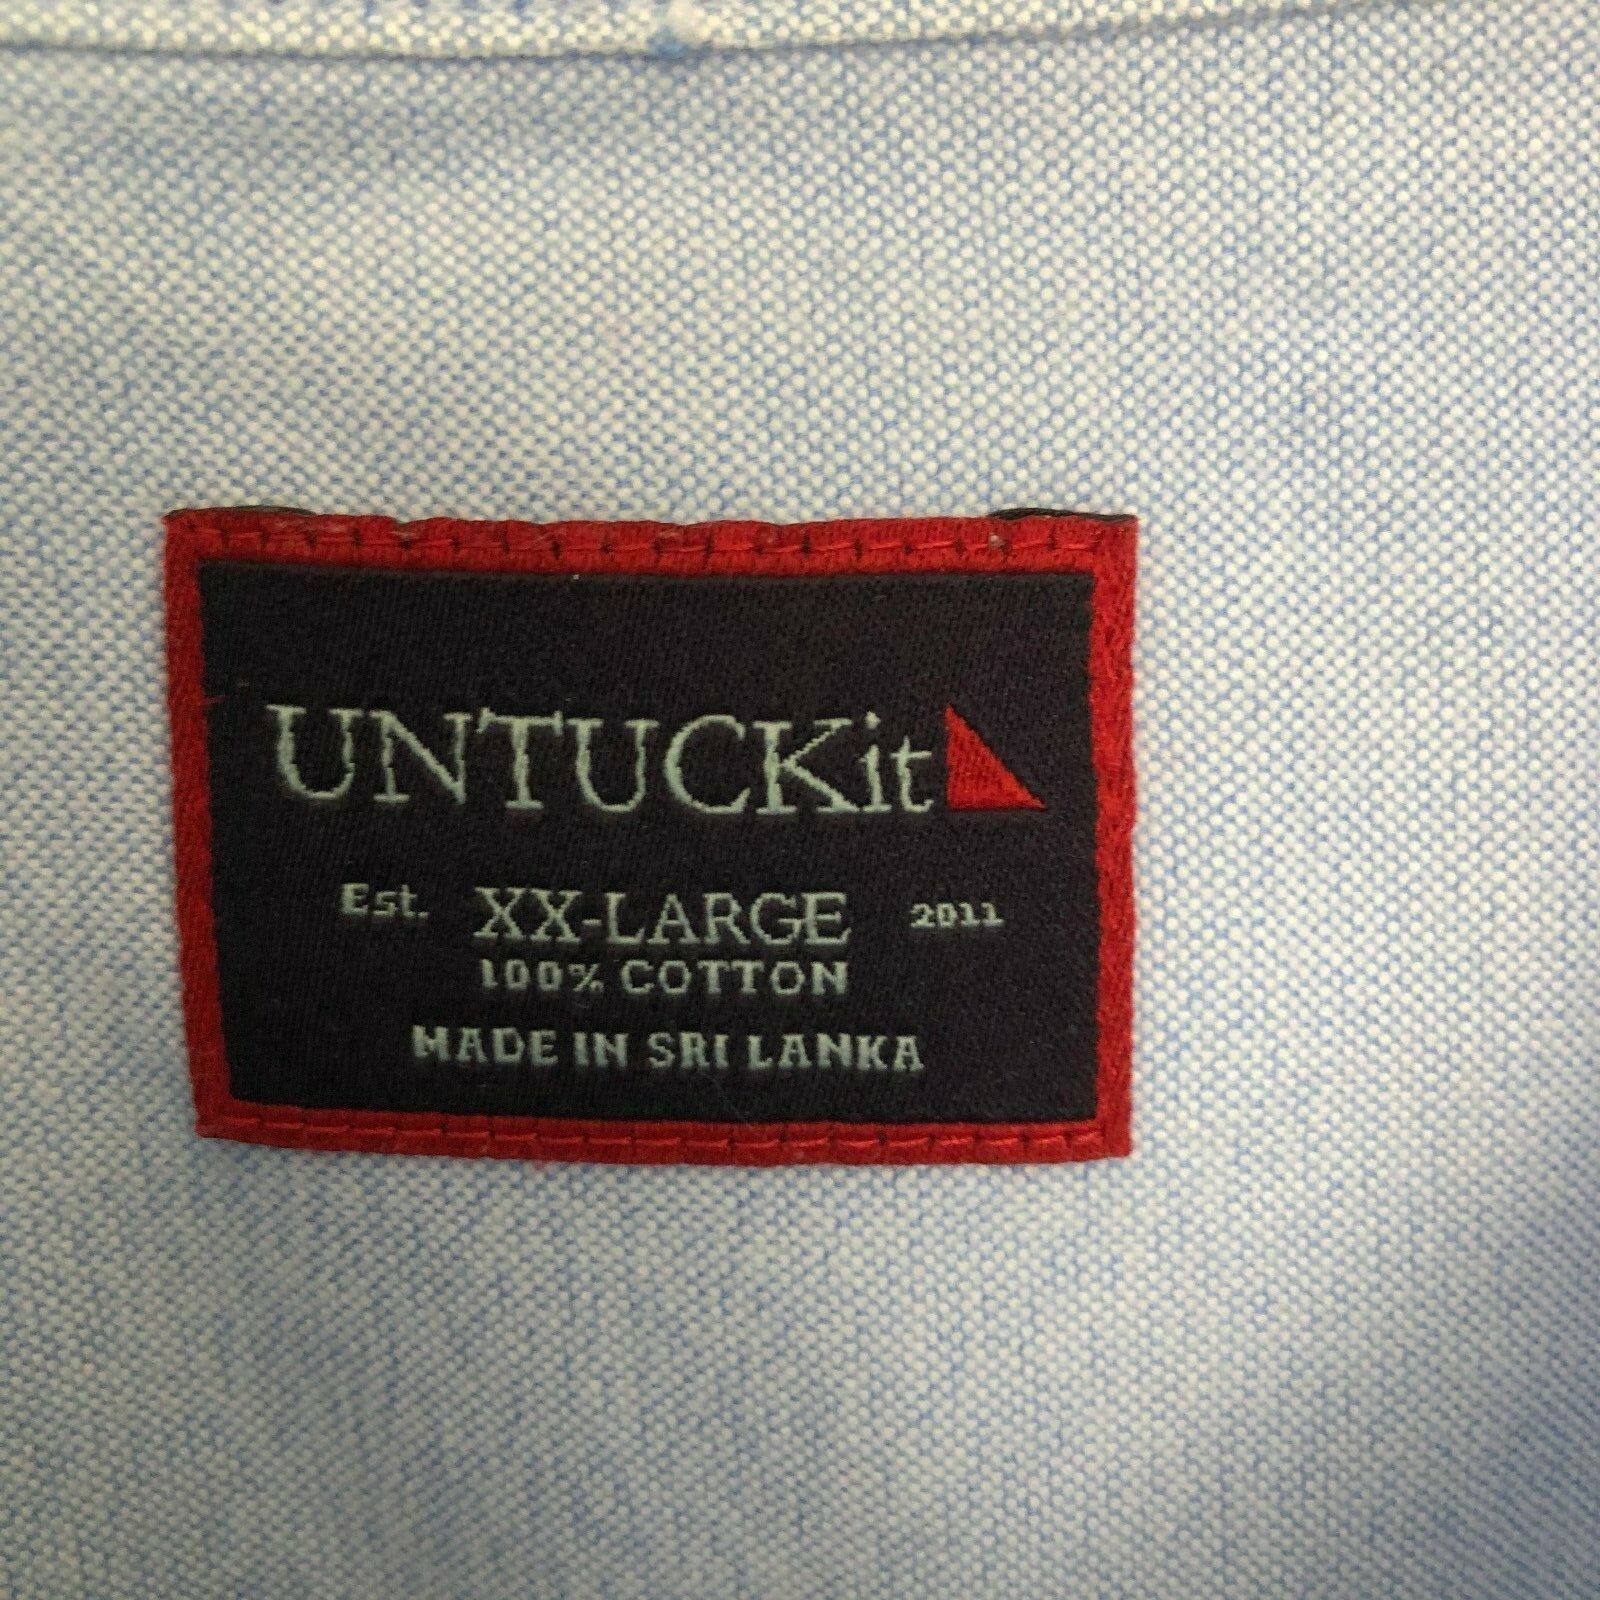 UNTUCKit
Est. XX-LARGE 2011
100% COTTON
MADE IN SRI LANKA